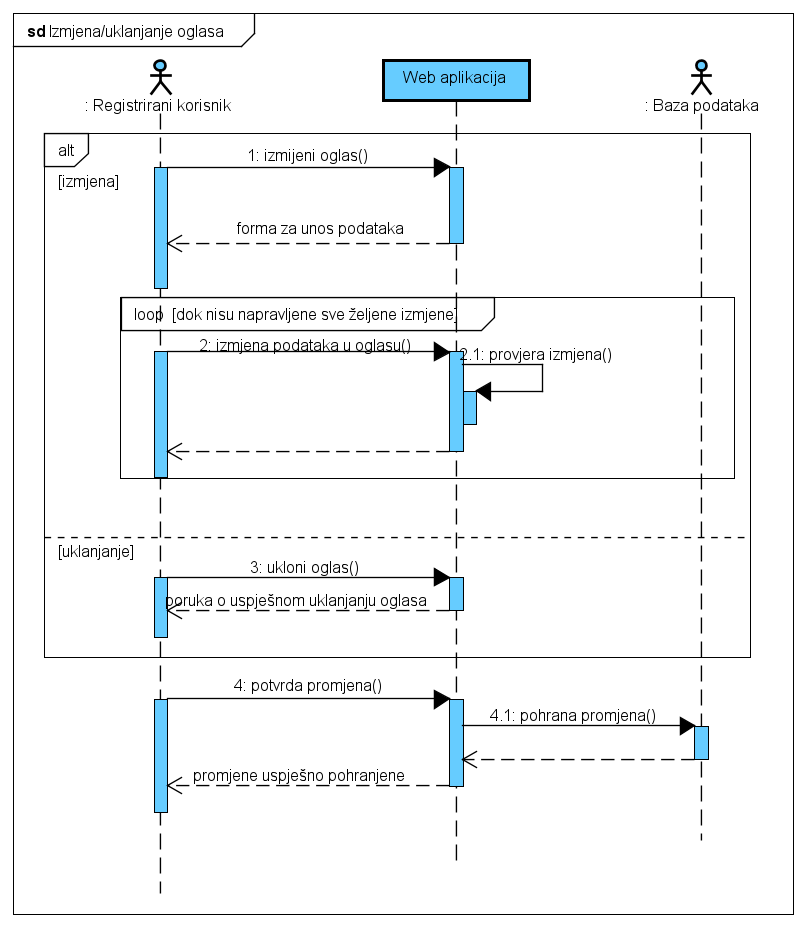 sd Izmjena/uklanjanje oglasa
: Registrirani korisnik
Web aplikacija
: Baza podataka
alt
[izmjena]
1: izmijeni oglas()
forma za unos podataka
loop [dok nisu napravljene sve željene izmjene]
2: izmjena podataka u oglasu()
2.1: provjera izmjena()
[uklanjanje]
3: ukloni oglas()
poruka o uspješnom uklanjanju oglasa
4: potvrda promjena()
4.1: pohrana promjena()
promjene uspješno pohranjene